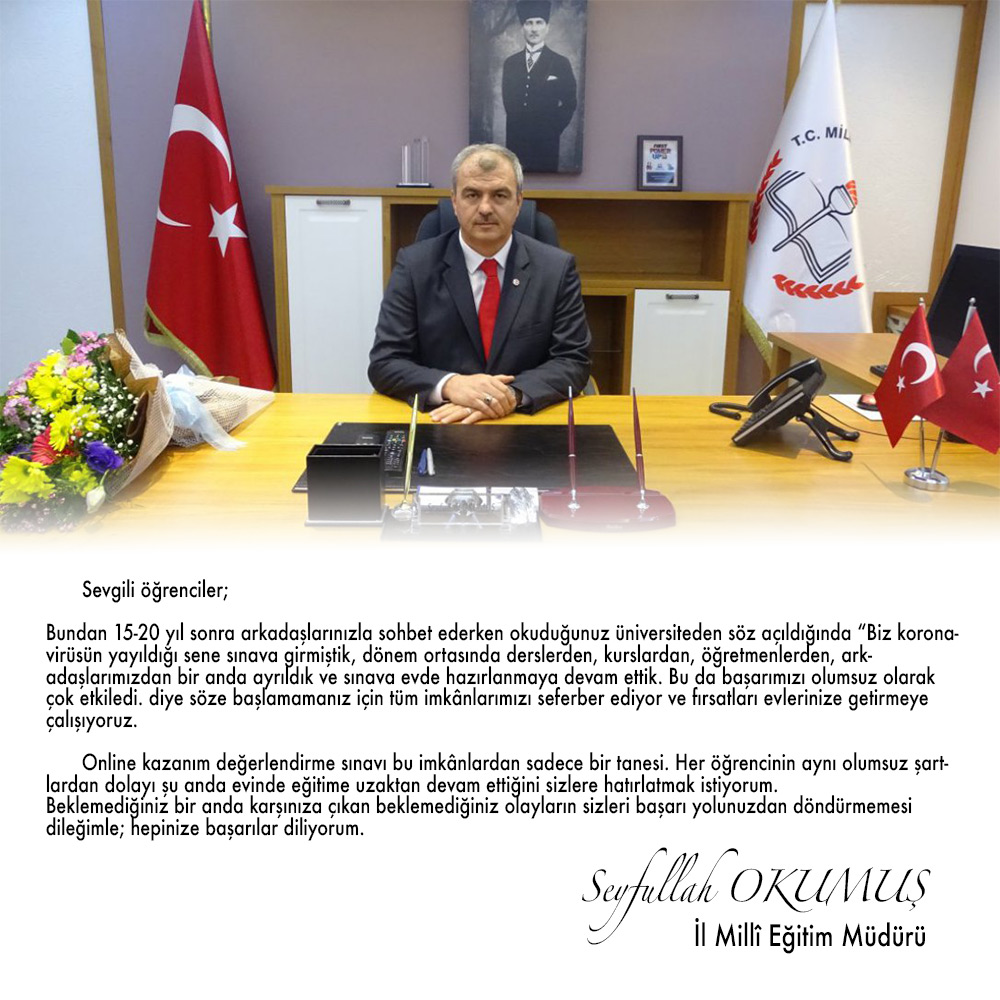 T.C. MİL
FIRST
POWER
UP
Sevgili öğrenciler;
Bundan 15-20 yıl sonra arkadaşlarınızla sohbet ederken okuduğunuz üniversiteden söz açıldığında “Biz korona-
virüsün yayıldığı sene sınava girmiştik, dönem ortasında derslerden, kurslardan, öğretmenlerden, ark-
adaşlarımızdan bir anda ayrıldık ve sınava evde hazırlanmaya devam ettik. Bu da başarımızı olumsuz olarak
çok etkiledi. diye söze başlamamanız için tüm imkânlarımızı seferber ediyor ve fırsatları evlerinize getirmeye
çalışıyoruz.
Online kazanım değerlendirme sınavı bu imkânlardan sadece bir tanesi. Her öğrencinin aynı olumsuz şart-
lardan dolayı şu anda evinde eğitime uzaktan devam ettiğini sizlere hatırlatmak istiyorum.
Beklemediğiniz bir anda karşınıza çıkan beklemediğiniz olayların sizleri başarı yolunuzdan döndürmemesi
dileğimle; hepinize başarılar diliyorum.
Seyfullah OKUMUŞ
İl Millî Eğitim Müdürü